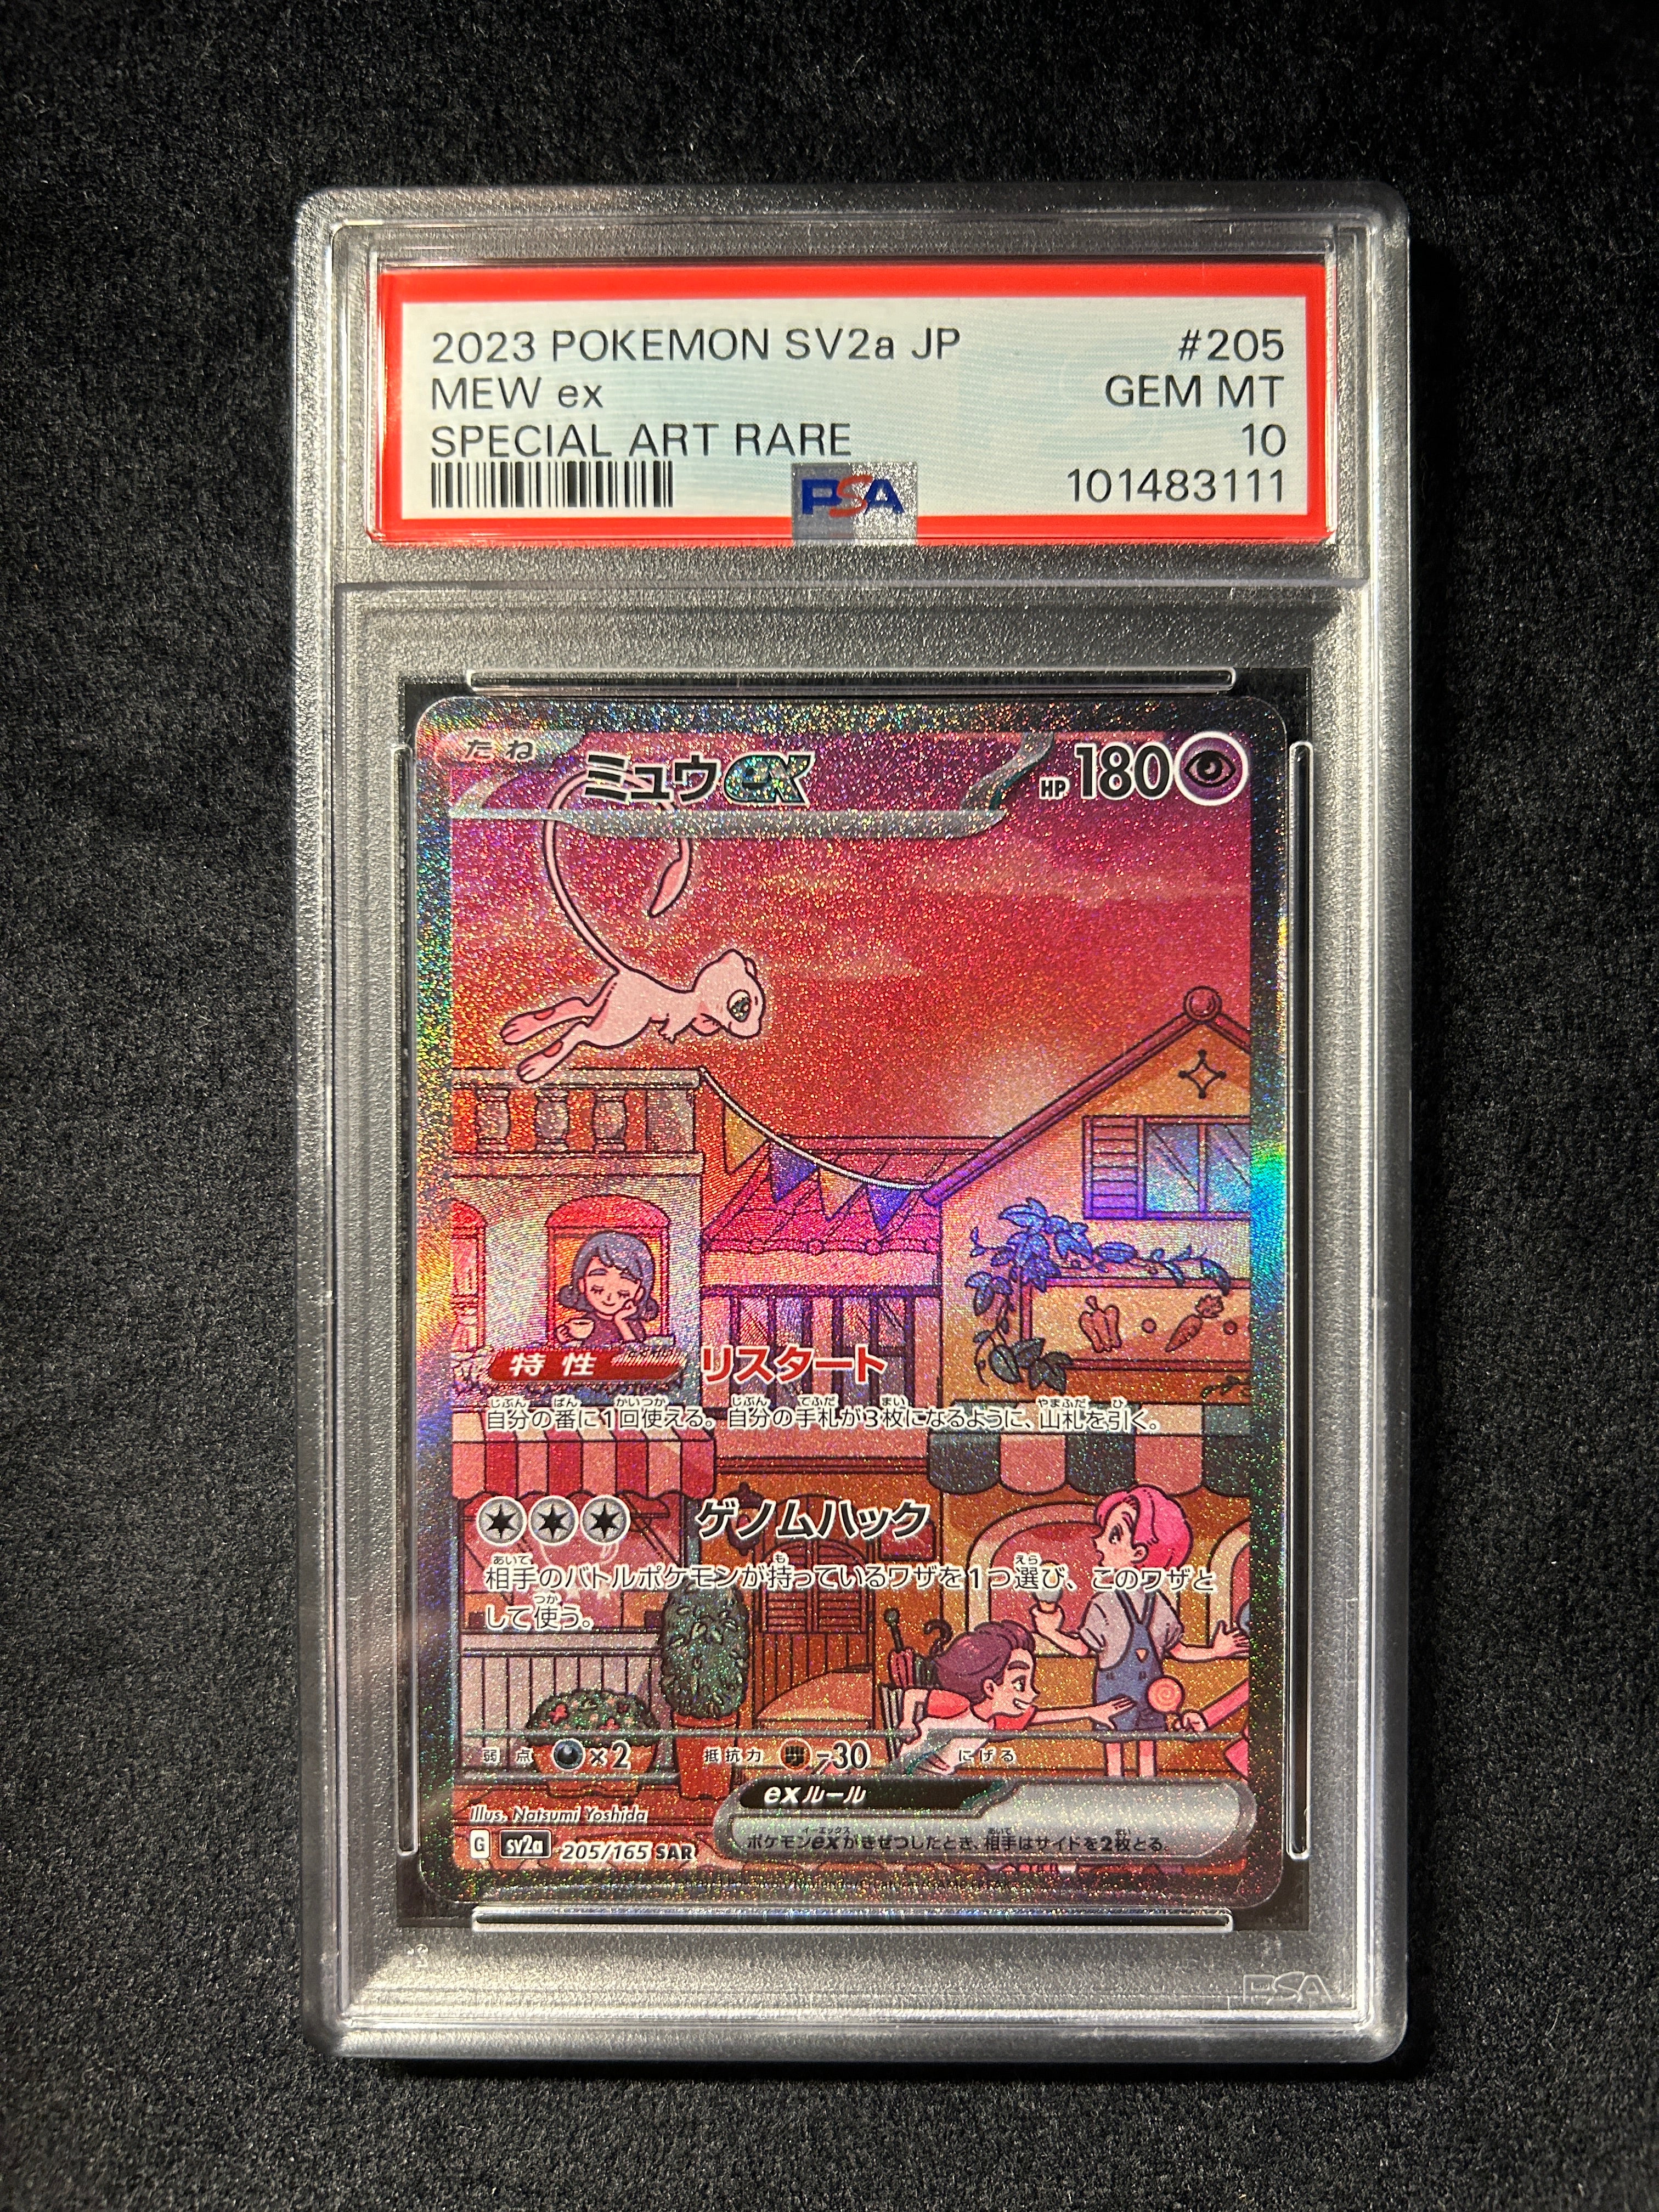 2023 POKEMON SV2a JP #205
MEW ex GEM MT
SPECIAL ART RARE 10
PSA 101483111
たね ミュウex HP180
特性 リスタート
自分の番に1回使える。自分の手札が3枚になるように、山札を引く。
ゲノムハック
相手のバトルポケモンが持っているワザを1つ選び、このワザと
して使う。
弱点 ×2 抵抗力 -30 にげる
exルール
Illus. Natsumi Yoshida
ポケモンexがきぜつしたとき、相手はサイドを2枚とる。
G sv2a 205/165 SAR
PSA